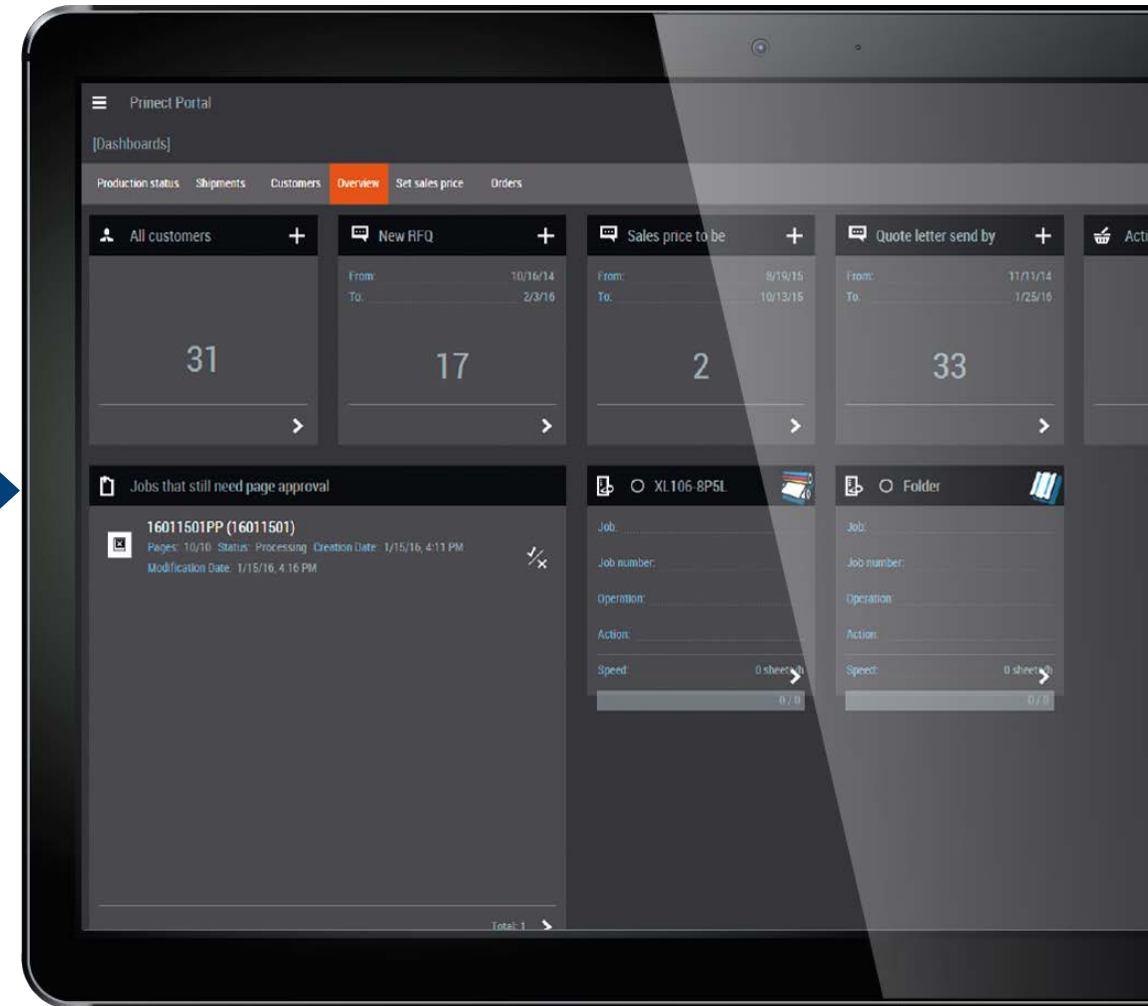 Prinect Portal
[Dashboards]
Production status Shipments Customers Overview Set sales price Orders
All customers
31
New RFQ
From: 10/16/14
To: 2/3/16
17
Sales price to be
From: 8/19/15
To: 10/13/15
2
Quote letter send by
From: 11/11/14
To: 1/25/16
33
Jobs that still need page approval
16011501PP (16011501)
Pages: 10/10 Status: Processing Creation Date: 1/15/16, 4:11 PM
Modification Date: 1/15/16, 4:16 PM
Total: 1
XL106-8P5L
Job:
Job number:
Operation:
Action:
Speed: 0 sheets/h
0 / 0
Folder
Job:
Job number:
Operation:
Action:
Speed: 0 sheets/h
0 / 0